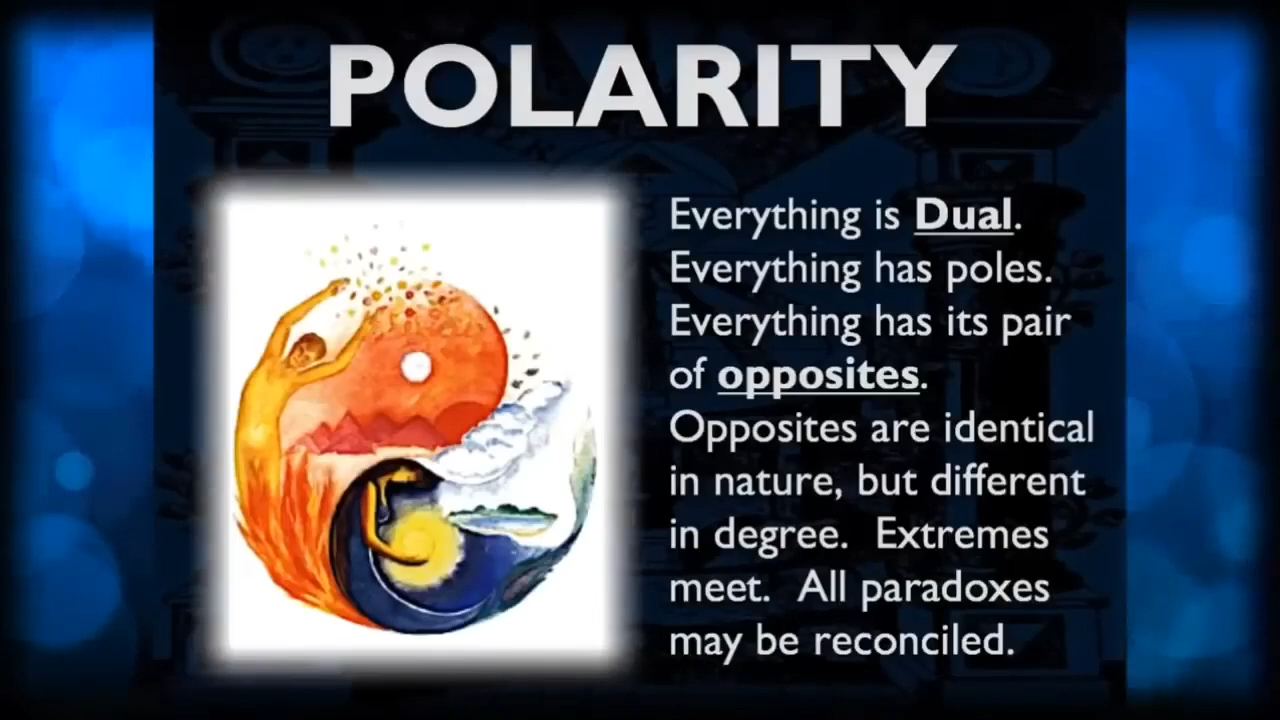 POLARITY
Everything is Dual.
Everything has poles.
Everything has its pair
of opposites.
Opposites are identical
in nature, but different
in degree. Extremes
meet. All paradoxes
may be reconciled.